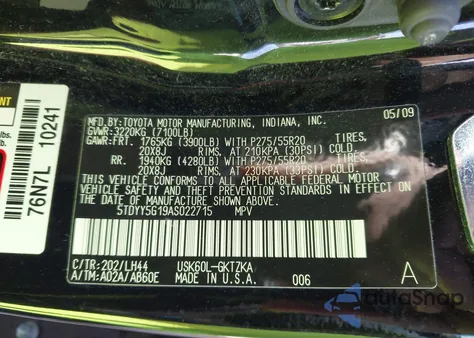 MFD.BY: TOYOTA MOTOR MANUFACTURING, INDIANA, INC. 05/09
GVWR: 3220KG (7100LB)
GAWR: FRT. 1765KG (3900LB) WITH P275/55R20 TIRES,
20X8J RIMS, AT 210KPA (30PSI) COLD.
RR. 1940KG (4280LB) WITH P275/55R20 TIRES,
20X8J RIMS, AT 230KPA (33PSI) COLD.
THIS VEHICLE CONFORMS TO ALL APPLICABLE FEDERAL MOTOR
VEHICLE SAFETY AND THEFT PREVENTION STANDARDS IN EFFECT ON
THE DATE OF MANUFACTURE SHOWN ABOVE.
5TDYY5G19AS022715 MPV
C/TR: 202/LH44 USK60L-GKTZKA
A/TM: A02A/AB60E MADE IN U.S.A. 006 A
76N7L 10241
lbs.
autoSnap